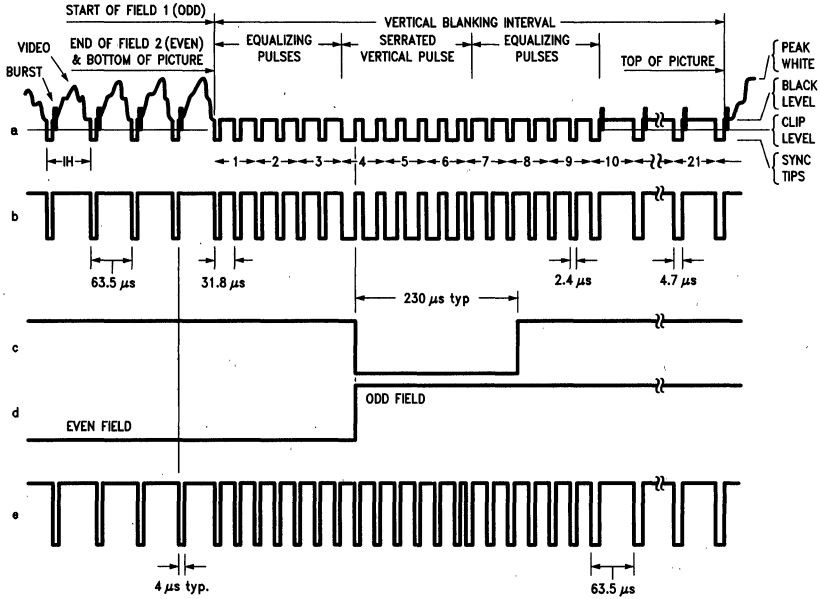 START OF FIELD 1 (ODD)
VERTICAL BLANKING INTERVAL
END OF FIELD 2 (EVEN)
& BOTTOM OF PICTURE
EQUALIZING
PULSES
SERRATED
VERTICAL PULSE
EQUALIZING
PULSES
TOP OF PICTURE
VIDEO
BURST
PEAK
WHITE
BLACK
LEVEL
CLIP
LEVEL
SYNC
TIPS
a
IH
1 2 3 4 5 6 7 8 9 10 21
b
63.5 μs
31.8 μs
2.4 μs
4.7 μs
230 μs typ
c
d
ODD FIELD
EVEN FIELD
e
4 μs typ.
63.5 μs